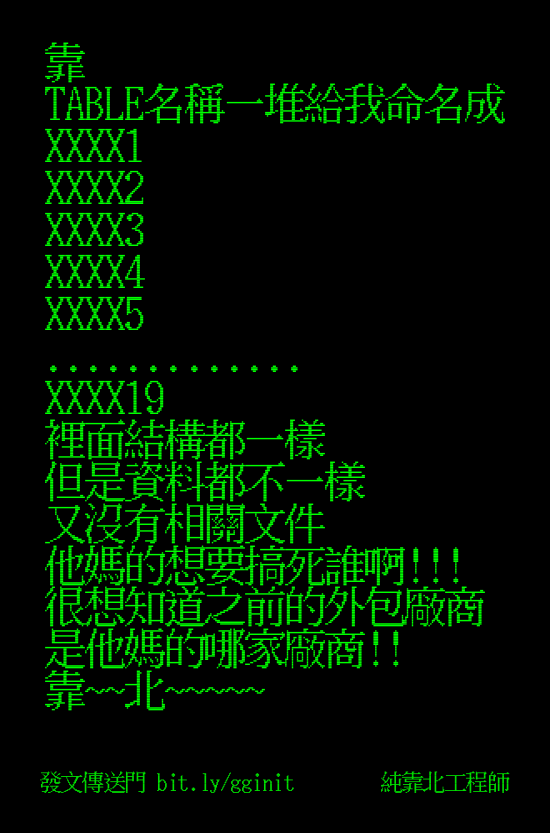 靠
TABLE名稱一堆給我命名成
XXXX1
XXXX2
XXXX3
XXXX4
XXXX5
.............
XXXX19
裡面結構都一樣
但是資料都不一樣
又沒有相關文件
他媽的想要搞死誰啊!!!
很想知道之前的外包廠商
是他媽的哪家廠商!!
靠~~北~~~~~
發文傳送門 bit.ly/gginit
純靠北工程師